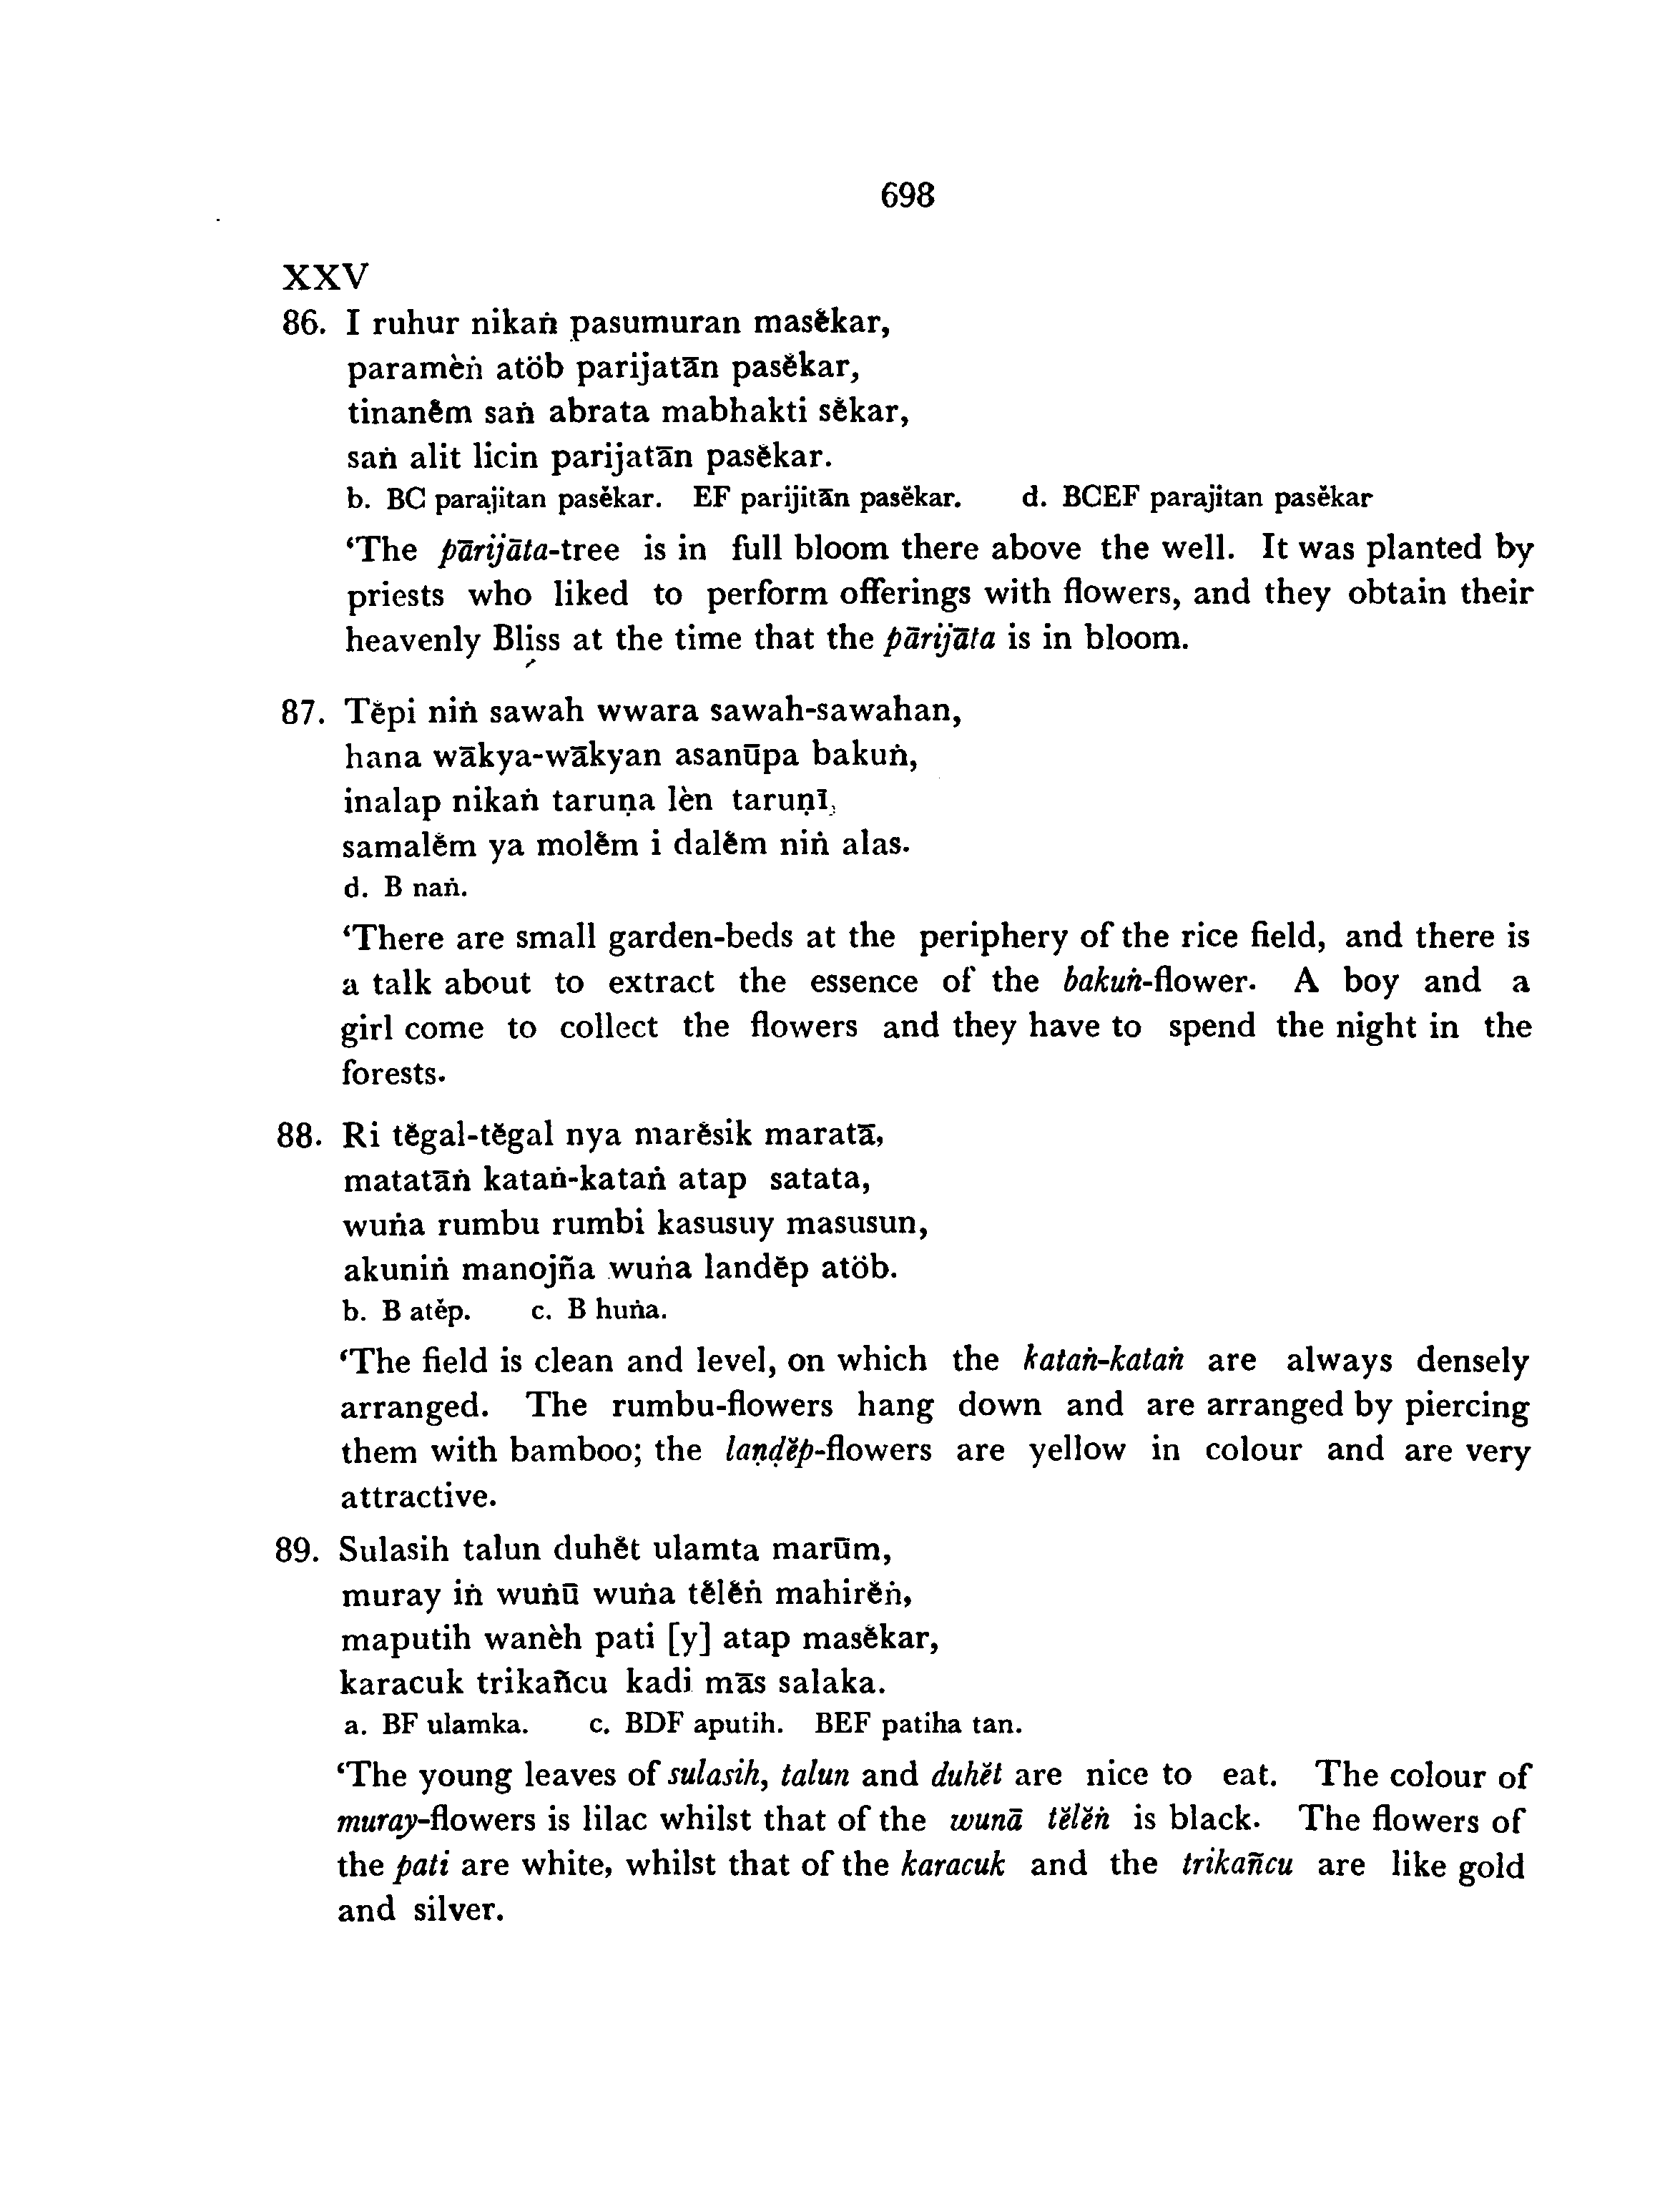 698
XXV
86. I ruhur nikaṅ pasumuran masĕkar,
paramèṅ atöb parijatān pasĕkar,
tinanĕm saṅ abrata mabhakti sĕkar,
saṅ alit licin parijatān pasĕkar.
b. BC parajitan pasĕkar. EF parijitān pasĕkar. d. BCEF parajitan pasĕkar
‘The pārijāta-tree is in full bloom there above the well. It was planted by
priests who liked to perform offerings with flowers, and they obtain their
heavenly Bliss at the time that the pārijāta is in bloom.
87. Tĕpi niṅ sawah wwara sawah-sawahan,
hana wākya-wākyan asanūpa bakuṅ,
inalap nikaṅ taruṇa lèn taruṇī,
samalĕm ya molĕm i dalĕm niṅ alas.
d. B naṅ.
‘There are small garden-beds at the periphery of the rice field, and there is
a talk about to extract the essence of the bakuṅ-flower. A boy and a
girl come to collect the flowers and they have to spend the night in the
forests.
88. Ri tĕgal-tĕgal nya marĕsik maratā,
matatāṅ kataṅ-kataṅ atap satata,
wuṅa rumbu rumbi kasusuy masusun,
akuniṅ manojña wuṅa landĕp atöb.
b. B atĕp. c. B huṅa.
‘The field is clean and level, on which the kataṅ-kataṅ are always densely
arranged. The rumbu-flowers hang down and are arranged by piercing
them with bamboo; the laṇḍĕp-flowers are yellow in colour and are very
attractive.
89. Sulasih talun duhĕt ulamta marūm,
muray iṅ wuṅū wuṅa tĕlĕṅ mahirĕṅ,
maputih wanèh pati [y] atap masĕkar,
karacuk trikañcu kadi mās salaka.
a. BF ulamka. c. BDF aputih. BEF patiha tan.
‘The young leaves of sulasih, talun and duhĕt are nice to eat. The colour of
muray-flowers is lilac whilst that of the wunā tĕlĕṅ is black. The flowers of
the pati are white, whilst that of the karacuk and the trikañcu are like gold
and silver.